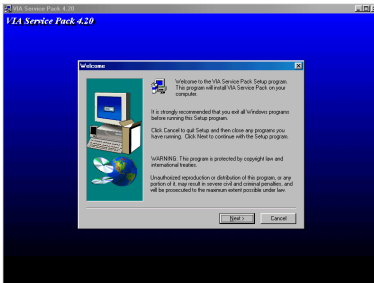 VIA Service Pack 4.20
VIA Service Pack 4.20
Welcome
Welcome to the VIA Service Pack Setup program.
This program will install VIA Service Pack on your
computer.
It is strongly recommended that you exit all Windows programs
before running this Setup program.
Click Cancel to quit Setup and then close any programs you
have running. Click Next to continue with the Setup program.
WARNING: This program is protected by copyright law and
international treaties.
Unauthorized reproduction or distribution of this program, or any
portion of it, may result in severe civil and criminal penalties, and
will be prosecuted to the maximum extent possible under law.
Next >
Cancel